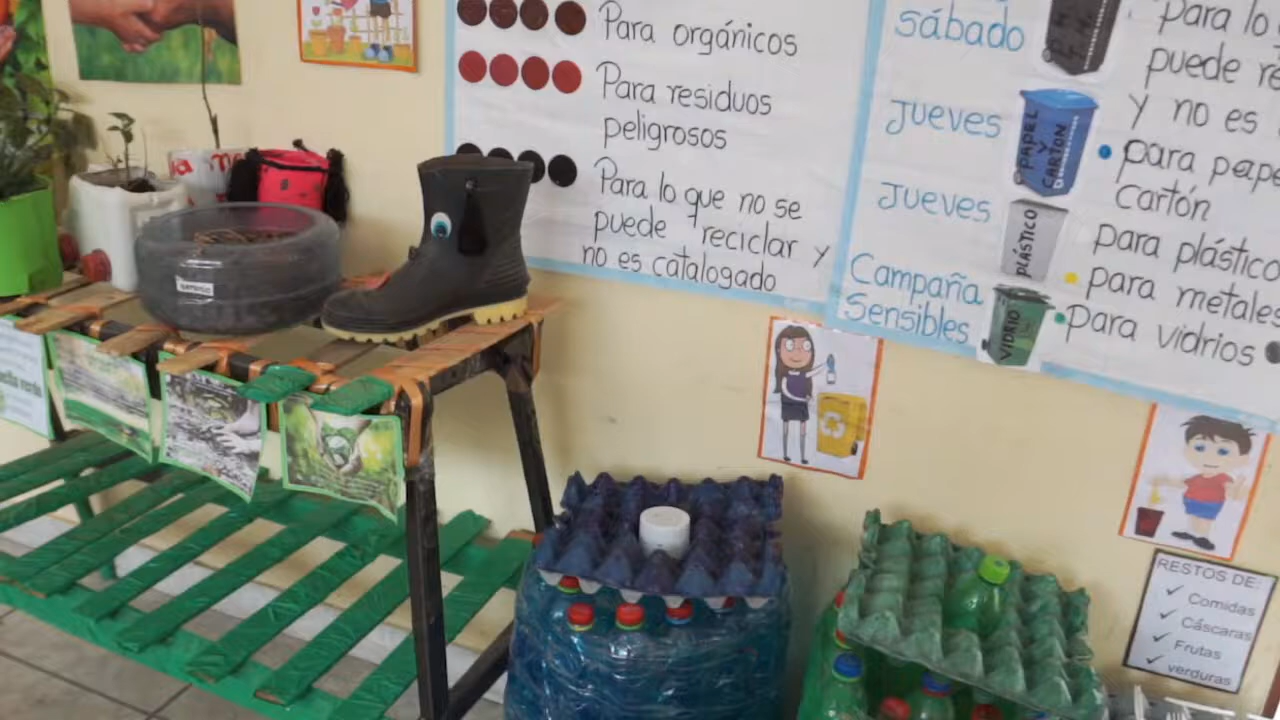 Para orgánicos
Para residuos
peligrosos
Para lo que no se
puede reciclar y
no es catalogado
sábado
Para lo
puede re
y no es
Jueves
PAPEL
Y
CARTÓN
para pape
Cartón
Jueves
PLÁSTICO
para plástico
para metales
Campaña
Sensibles
VIDRIO
para vidrios
RESTOS DE:
Comidas
Cáscaras
Frutas
verduras